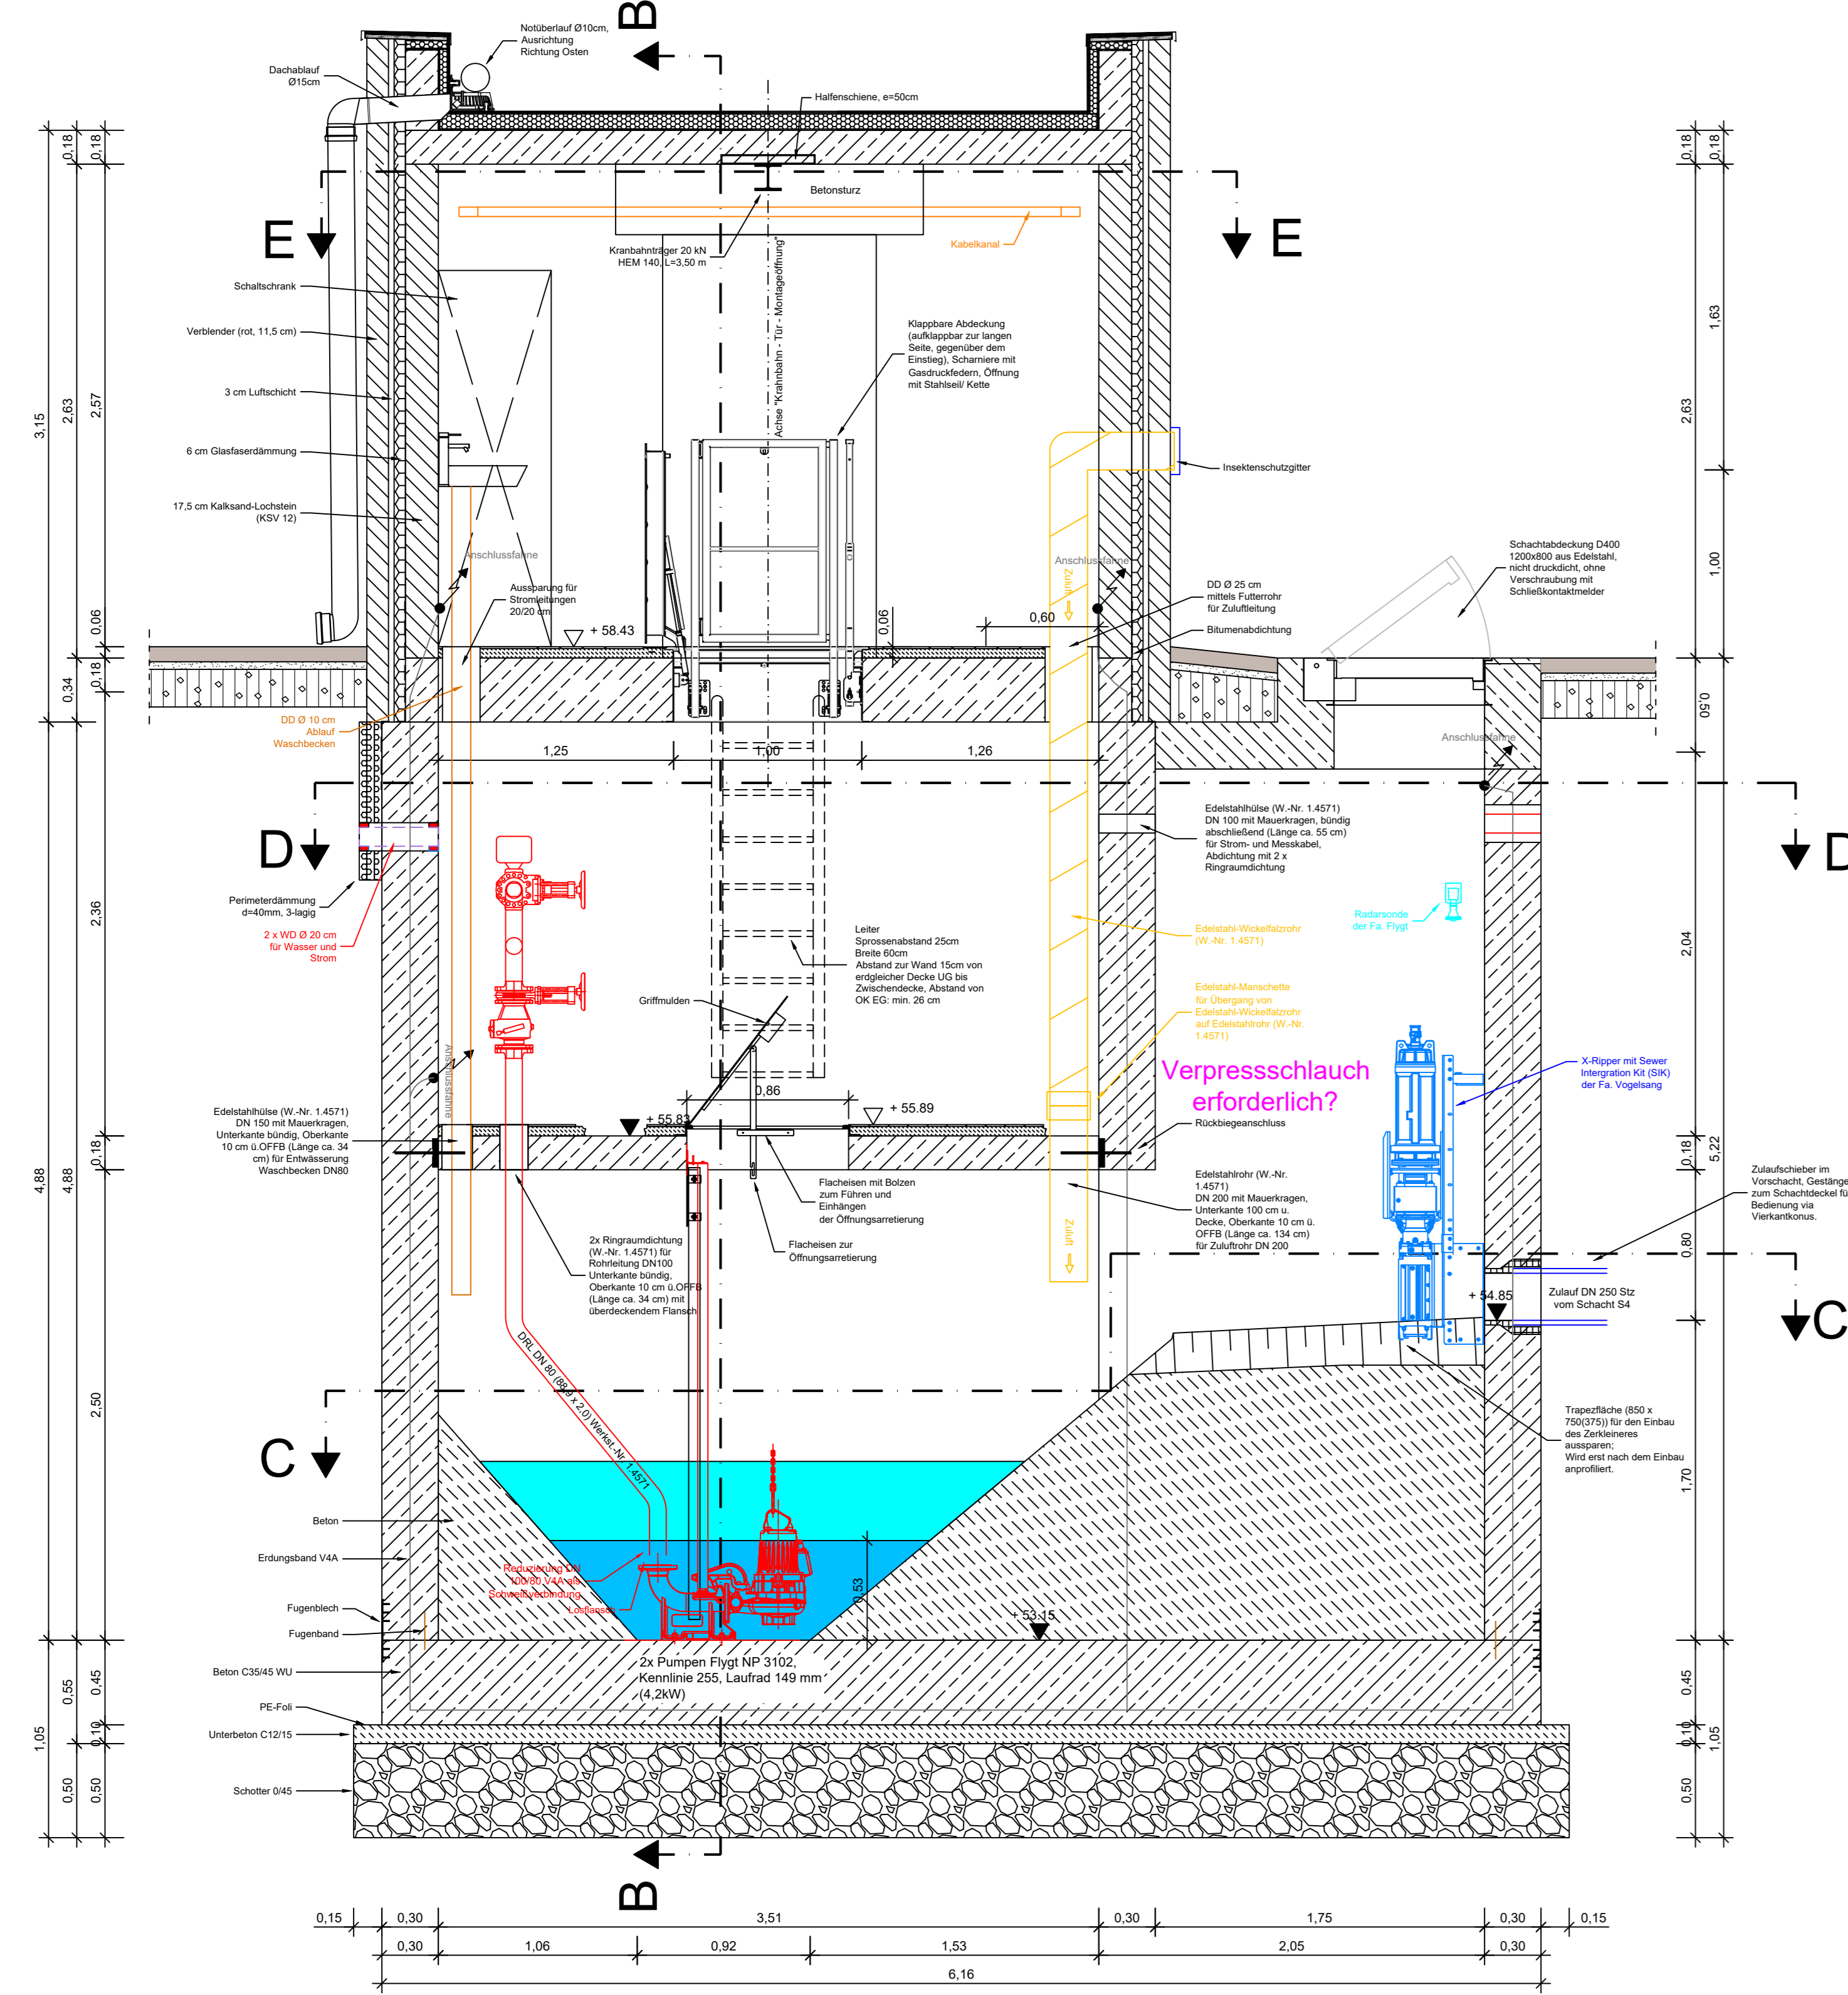 B
Notüberlauf Ø10cm,
Ausrichtung
Richtung Osten
Dachablauf
Ø15cm
Halfenschiene, e=50cm
0,18
0,18
0,18
0,18
Betonsturz
E
E
Kabelkanal
Kranbahnträger 20 kN
HEM 140, L=3,50 m
Achse "Krahnbahn - Tür - Montageöffnung"
Schaltschrank
Verblender (rot, 11,5 cm)
3 cm Luftschicht
6 cm Glasfaserdämmung
17,5 cm Kalksand-Lochstein
(KSV 12)
Klappbare Abdeckung
(aufklappbar zur langen
Seite, gegenüber dem
Einstieg), Scharniere mit
Gasdruckfedern, Öffnung
mit Stahlseil/ Kette
3,15
2,63
2,57
1,63
2,63
1,00
Insektenschutzgitter
Anschlussfahne
Anschlussfahne
Zuluft
Aussparung für
Stromleitungen
20/20 cm
+ 58.43
0,06
0,06
0,60
DD Ø 25 cm
mittels Futterrohr
für Zuluftleitung
Bitumenabdichtung
Schachtabdeckung D400
1200x800 aus Edelstahl,
nicht druckdicht, ohne
Verschraubung mit
Schließkontaktmelder
0,34
0,18
0,50
DD Ø 10 cm
Ablauf
Waschbecken
1,25
1,00
1,26
Anschlussfahne
D
D
Perimeterdämmung
d=40mm, 3-lagig
2 x WD Ø 20 cm
für Wasser und
Strom
Edelstahlhülse (W.-Nr. 1.4571)
DN 100 mit Mauerkragen, bündig
abschließend (Länge ca. 55 cm)
für Strom- und Messkabel,
Abdichtung mit 2 x
Ringraumdichtung
Radarsonde
der Fa. Flygt
2,36
2,04
Leiter
Sprossenabstand 25cm
Breite 60cm
Abstand zur Wand 15cm von
erdgleicher Decke UG bis
Zwischendecke, Abstand von
OK EG: min. 26 cm
Griffmulden
Edelstahl-Wickelfalzrohr
(W.-Nr. 1.4571)
Edelstahl-Manschette
für Übergang von
Edelstahl-Wickelfalzrohr
auf Edelstahlrohr (W.-Nr.
1.4571)
Verpressschlauch
erforderlich?
Rückbiegeanschluss
X-Ripper mit Sewer
Intergration Kit (SIK)
der Fa. Vogelsang
Anschlussfahne
0,86
+ 55.83
+ 55.89
Edelstahlhülse (W.-Nr. 1.4571)
DN 150 mit Mauerkragen,
Unterkante bündig, Oberkante
10 cm ü.OFFB (Länge ca. 34
cm) für Entwässerung
Waschbecken DN80
4,88
4,88
0,18
0,18
5,22
Flacheisen mit Bolzen
zum Führen und
Einhängen
der Öffnungsarretierung
Flacheisen zur
Öffnungsarretierung
2x Ringraumdichtung
(W.-Nr. 1.4571) für
Rohrleitung DN100
Unterkante bündig,
Oberkante 10 cm ü.OFFB
(Länge ca. 34 cm) mit
überdeckendem Flansch
Zuluft
Edelstahlrohr (W.-Nr.
1.4571)
DN 200 mit Mauerkragen,
Unterkante 100 cm u.
Decke, Oberkante 10 cm ü.
OFFB (Länge ca. 134 cm)
für Zuluftrohr DN 200
Zulaufschieber im
Vorschacht, Gestänge
zum Schachtdeckel fü
Bedienung via
Vierkantkonus.
0,80
+ 54.85
Zulauf DN 250 Stz
vom Schacht S4
C
C
DRL DN 80 (88,9 x 2,0) Werkst.-Nr. 1.4571
2,50
1,70
Trapezfläche (850 x
750(375)) für den Einbau
des Zerkleineres
aussparen;
Wird erst nach dem Einbau
anprofiliert.
Beton
Erdungsband V4A
Reduzierung DN
100/80 V4A als
Schweißverbindung
Losflansch
0,53
+ 53.15
Fugenblech
Fugenband
Beton C35/45 WU
PE-Foli
Unterbeton C12/15
Schotter 0/45
2x Pumpen Flygt NP 3102,
Kennlinie 255, Laufrad 149 mm
(4,2kW)
1,05
0,55
0,50
0,45
0,10
0,50
0,45
0,10
0,50
1,05
B
0,15
0,30
3,51
0,30
1,75
0,30
0,15
0,30
1,06
0,92
1,53
2,05
0,30
6,16